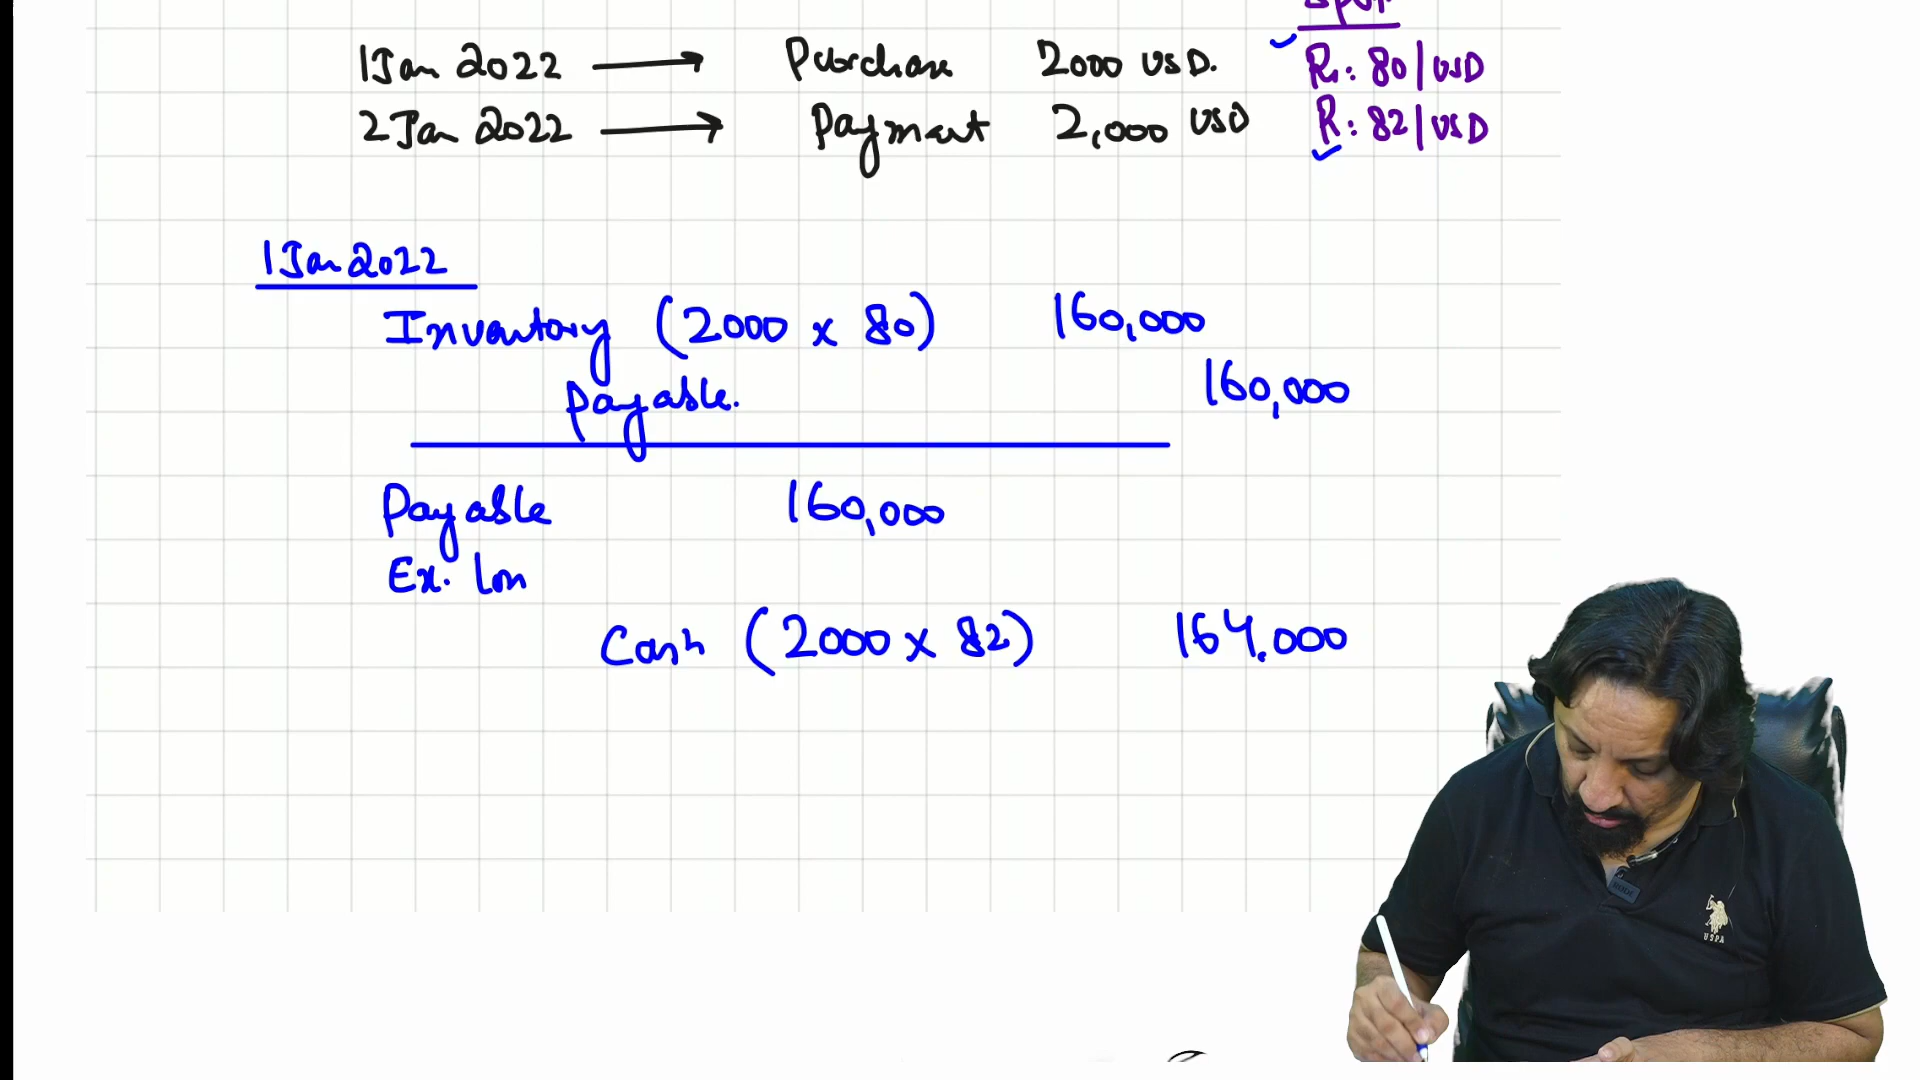 Spot
1 Jan 2022 → Purchase 2000 USD. R: 80/USD
2 Jan 2022 → Payment 2,000 USD R: 82/USD
1 Jan 2022
Inventory (2000 x 80) 160,000
Payable. 160,000
Payable 160,000
Ex. Loss
Cash (2000 x 82) 164,000
USPA